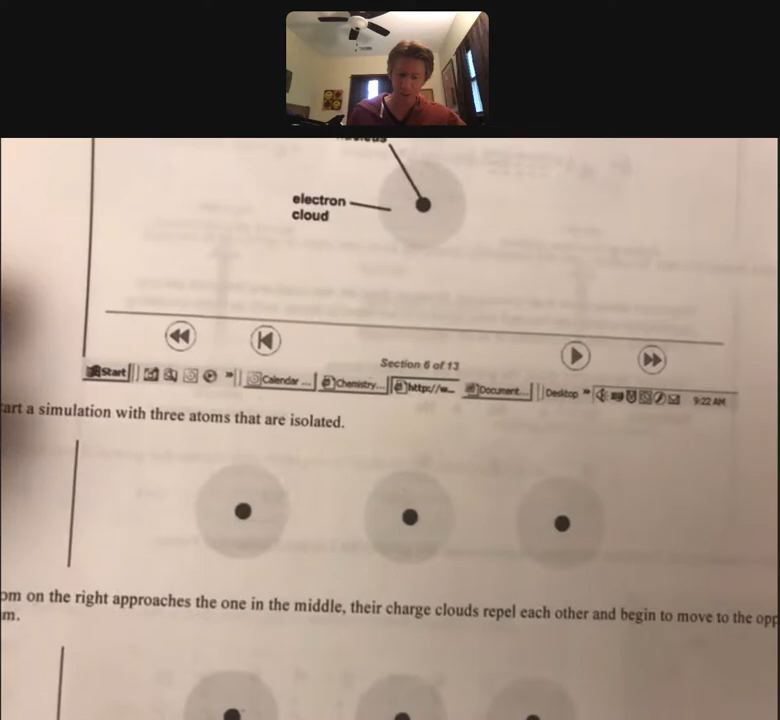 electron
cloud
Section 6 of 13
Start
Calendar ...
Chemistry...
http://w...
Document...
Desktop »
9:22 AM
art a simulation with three atoms that are isolated.
om on the right approaches the one in the middle, their charge clouds repel each other and begin to move to the opp
m.